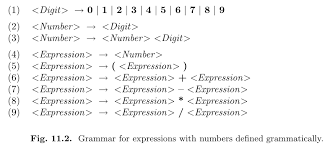 (1) <Digit> → 0 | 1 | 2 | 3 | 4 | 5 | 6 | 7 | 8 | 9
(2) <Number> → <Digit>
(3) <Number> → <Number> <Digit>
(4) <Expression> → <Number>
(5) <Expression> → ( <Expression> )
(6) <Expression> → <Expression> + <Expression>
(7) <Expression> → <Expression> – <Expression>
(8) <Expression> → <Expression> * <Expression>
(9) <Expression> → <Expression> / <Expression>
Fig. 11.2. Grammar for expressions with numbers defined grammatically.